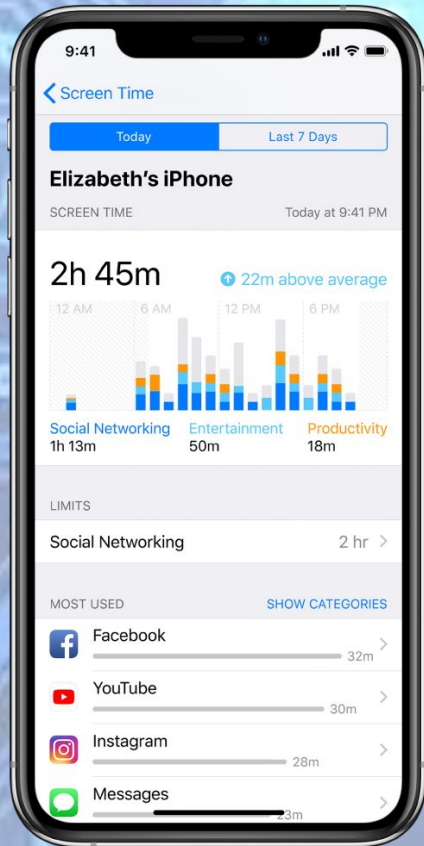 9:41
Screen Time
Today Last 7 Days
Elizabeth's iPhone
SCREEN TIME Today at 9:41 PM
2h 45m 22m above average
12 AM 6 AM 12 PM 6 PM
Social Networking Entertainment Productivity
1h 13m 50m 18m
LIMITS
Social Networking 2 hr
MOST USED SHOW CATEGORIES
Facebook
32m
YouTube
30m
Instagram
28m
Messages
23m